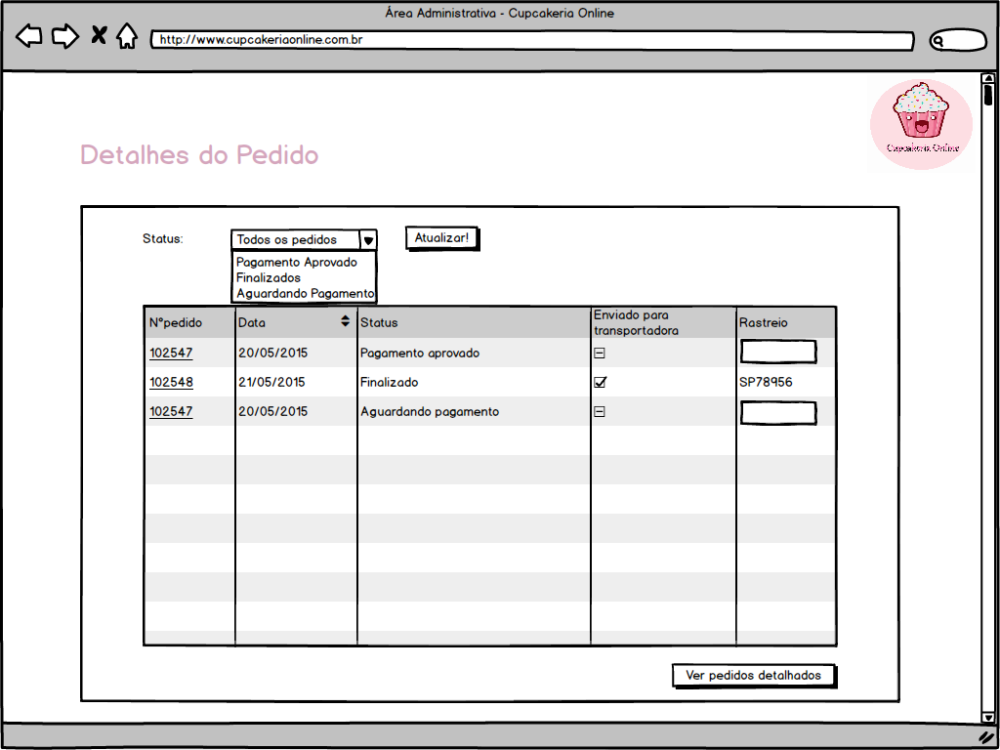 Área Administrativa - Cupcakeria Online
http://www.cupcakeriaonline.com.br
Cupcakeria Online
Detalhes do Pedido
Status: Todos os pedidos Atualizar!
Pagamento Aprovado
Finalizados
Aguardando Pagamento
N°pedido Data Status Enviado para transportadora Rastreio
102547 20/05/2015 Pagamento aprovado
102548 21/05/2015 Finalizado SP78956
102547 20/05/2015 Aguardando pagamento
Ver pedidos detalhados